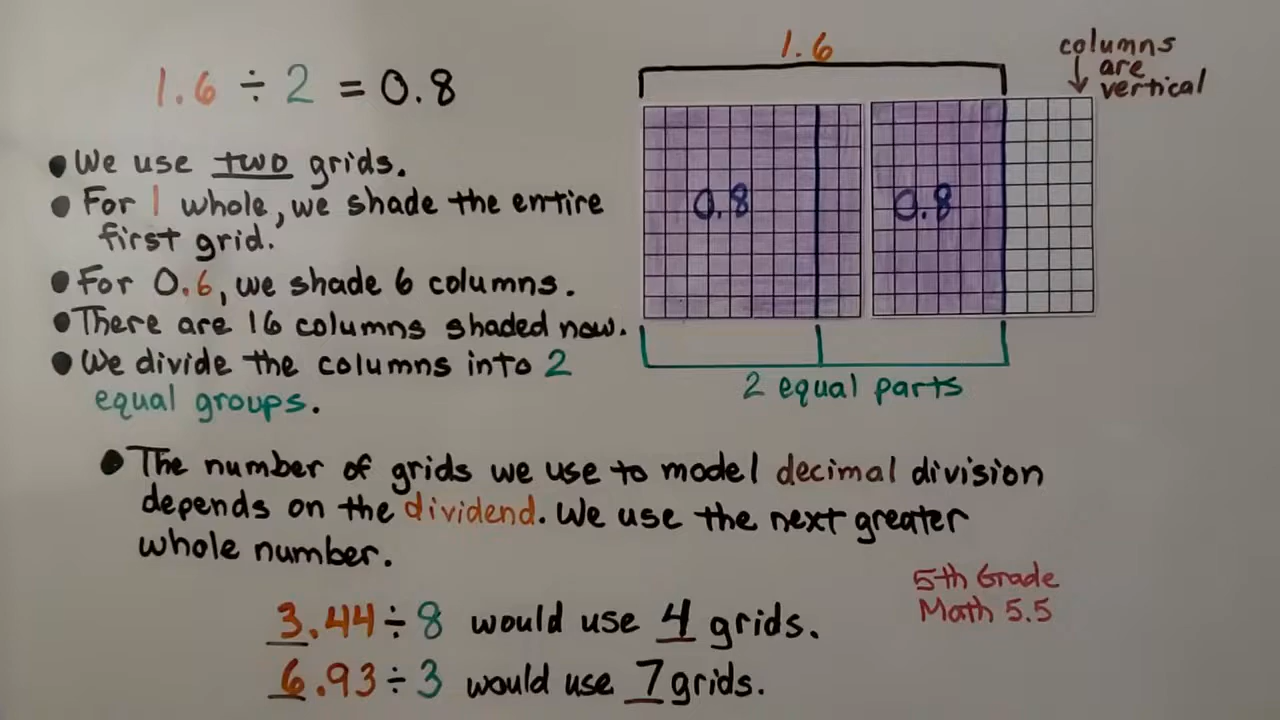 1.6 ÷ 2 = 0.8
• We use two grids.
• For 1 whole, we shade the entire
first grid.
• For 0.6, we shade 6 columns.
• There are 16 columns shaded now.
• We divide the columns into 2
equal groups.
1.6
columns
are
vertical
0.8 0.8
2 equal parts
• The number of grids we use to model decimal division
depends on the dividend. We use the next greater
whole number.
3.44 ÷ 8 would use 4 grids.
6.93 ÷ 3 would use 7 grids.
5th Grade
Math 5.5